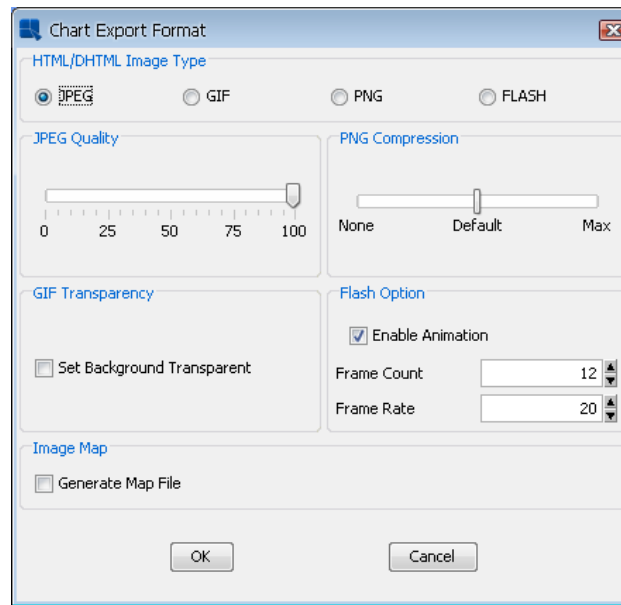 Chart Export Format
HTML/DHTML Image Type
JPEG GIF PNG FLASH
JPEG Quality PNG Compression
0 25 50 75 100
None Default Max
GIF Transparency Flash Option
Enable Animation
Set Background Transparent
Frame Count 12
Frame Rate 20
Image Map
Generate Map File
OK Cancel